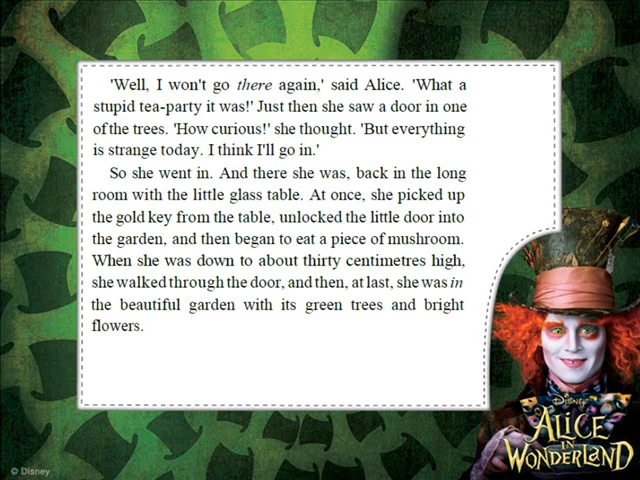 'Well, I won't go there again,' said Alice. 'What a
stupid tea-party it was!' Just then she saw a door in one
of the trees. 'How curious!' she thought. 'But everything
is strange today. I think I'll go in.'
So she went in. And there she was, back in the long
room with the little glass table. At once, she picked up
the gold key from the table, unlocked the little door into
the garden, and then began to eat a piece of mushroom.
When she was down to about thirty centimetres high,
she walked through the door, and then, at last, she was in
the beautiful garden with its green trees and bright
flowers.
DISNEY
ALICE
IN
WONDERLAND
© Disney